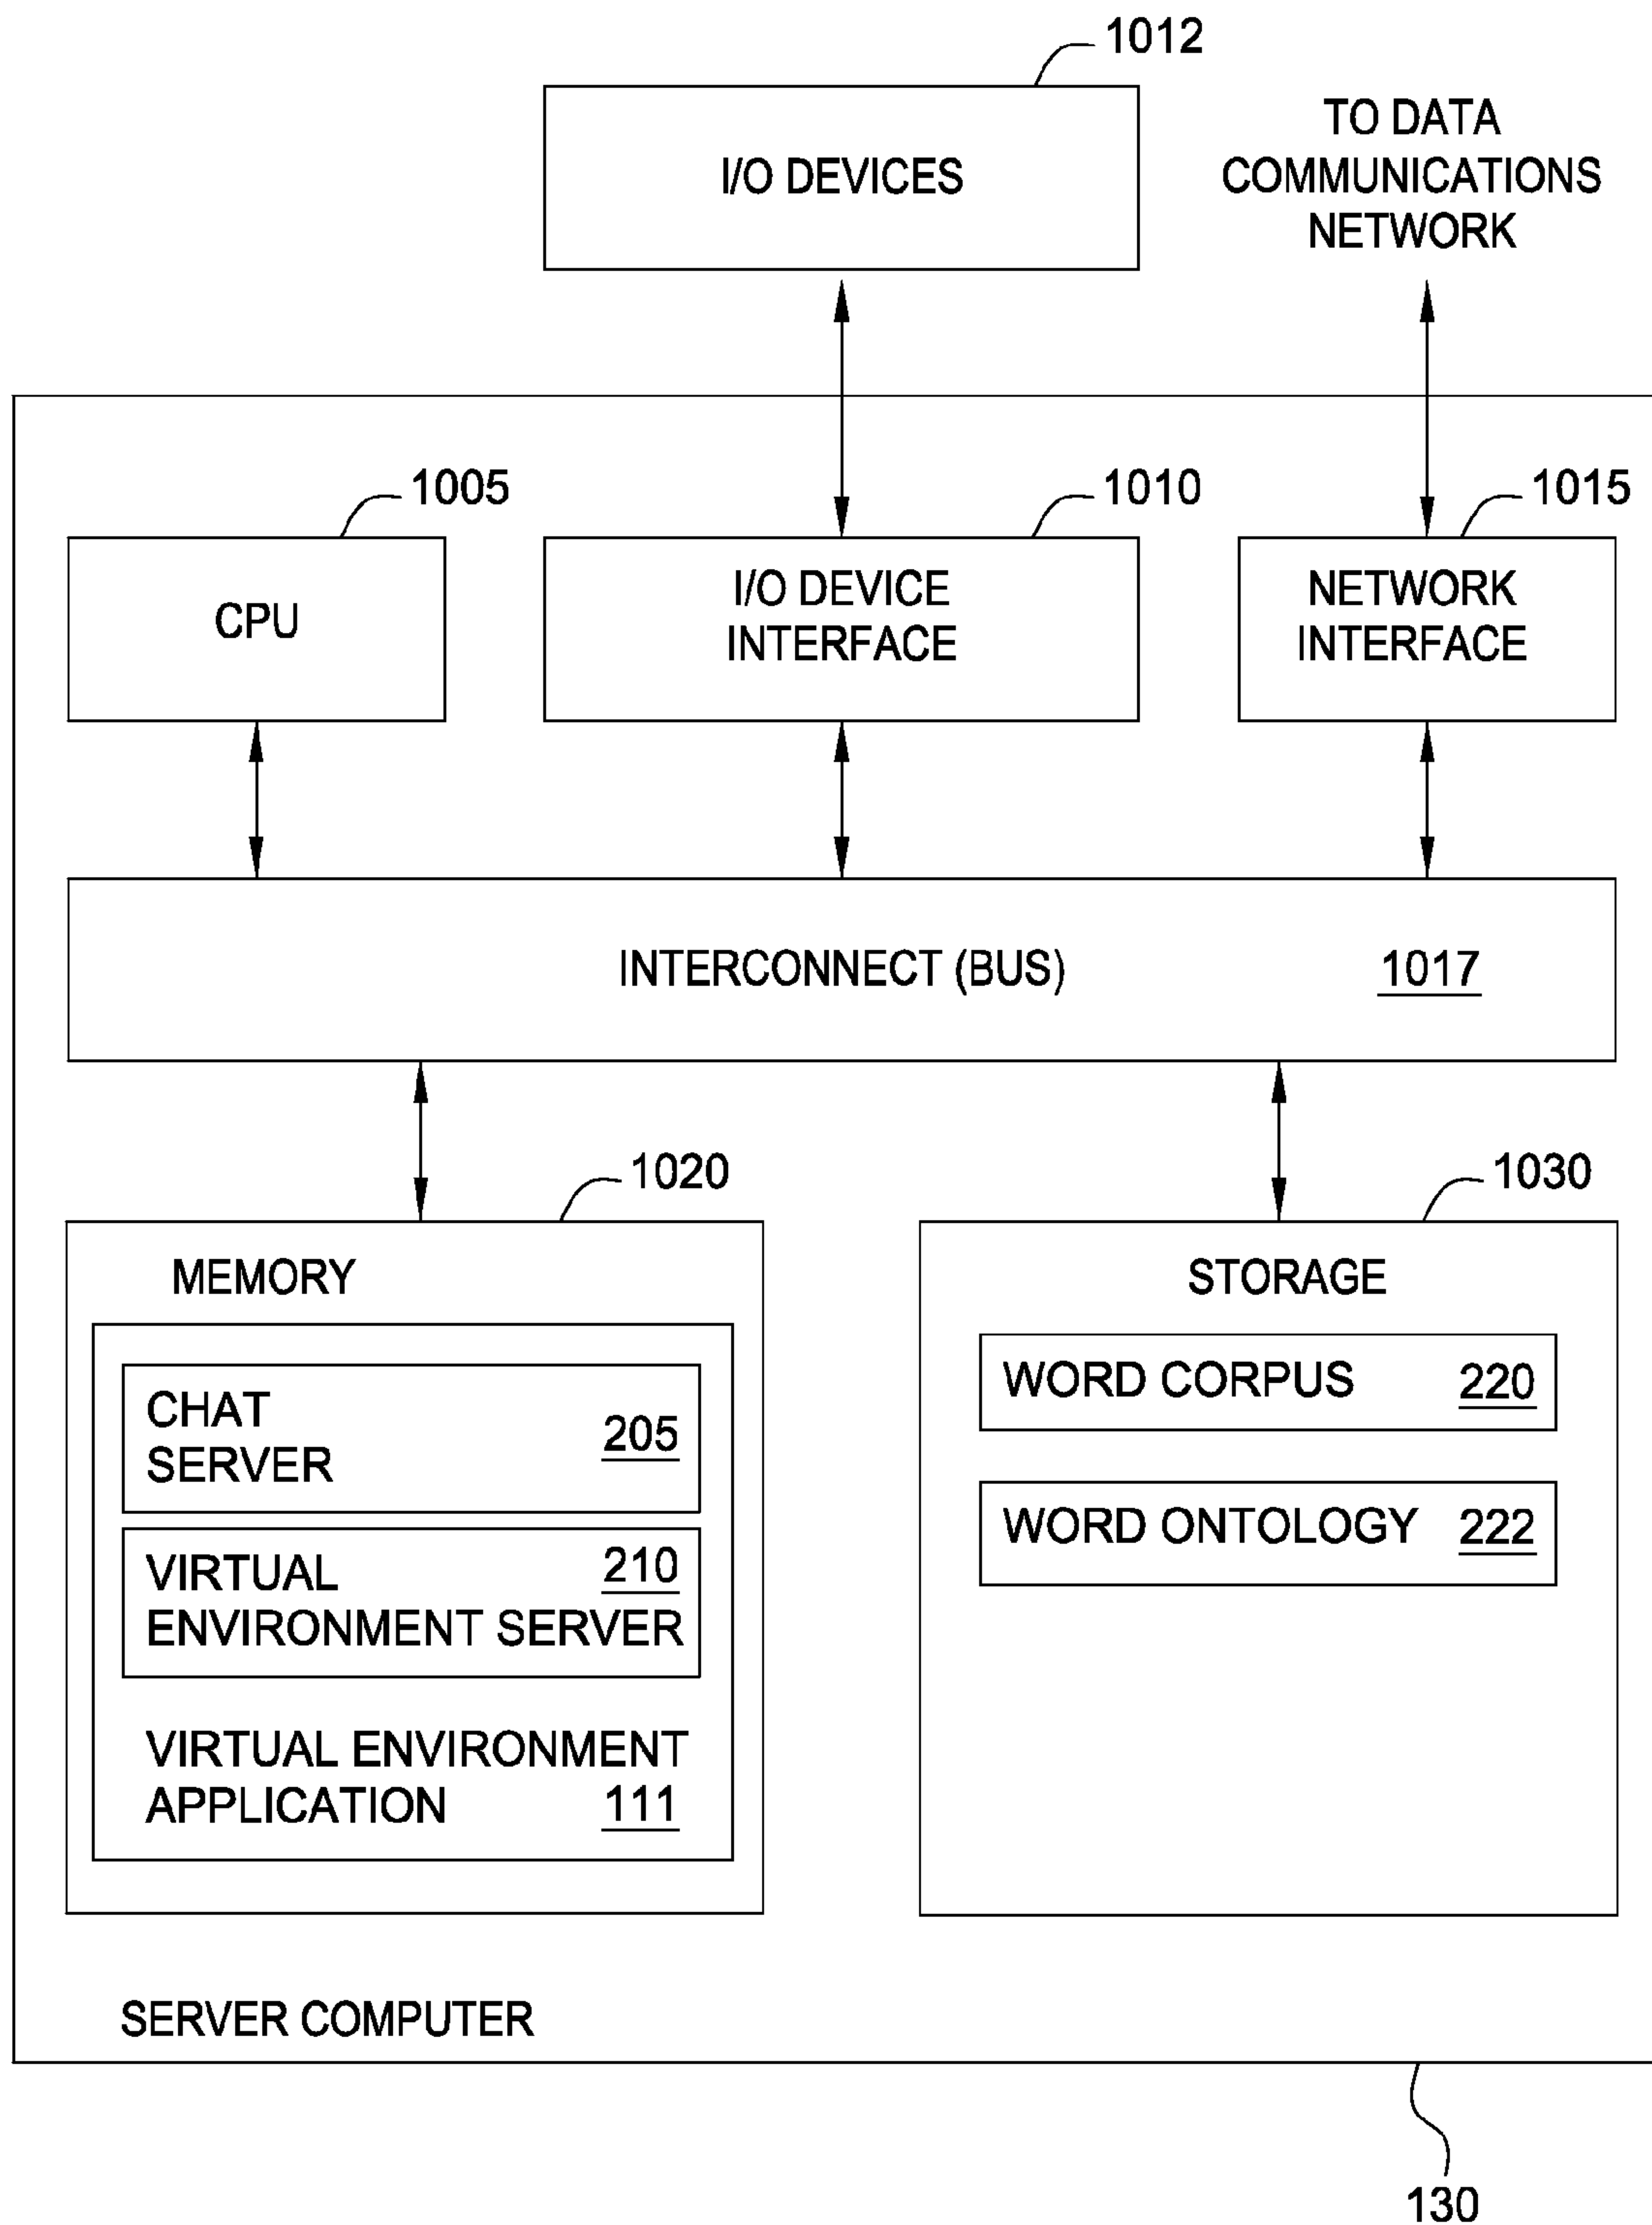 1012
I/O DEVICES
TO DATA
COMMUNICATIONS
NETWORK
1005
1010
1015
CPU
I/O DEVICE
INTERFACE
NETWORK
INTERFACE
INTERCONNECT (BUS) 1017
1020
1030
MEMORY
CHAT
SERVER 205
VIRTUAL 210
ENVIRONMENT SERVER
VIRTUAL ENVIRONMENT
APPLICATION 111
STORAGE
WORD CORPUS 220
WORD ONTOLOGY 222
SERVER COMPUTER
130